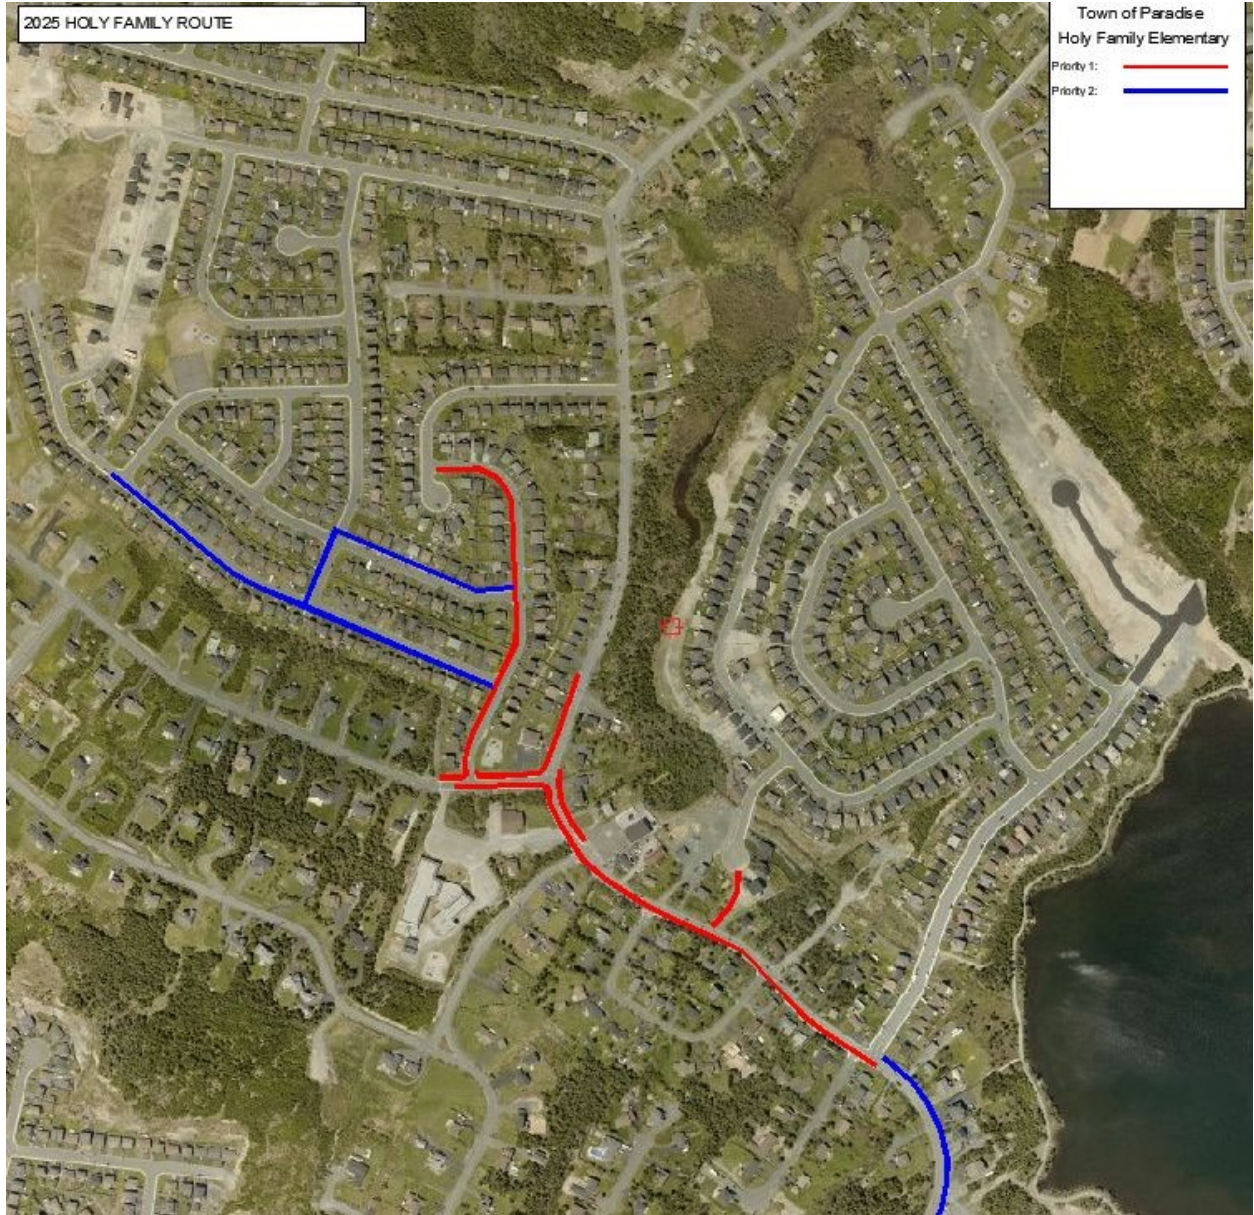 2025 HOLY FAMILY ROUTE
Town of Paradise
Holy Family Elementary
Priority 1:
Priority 2: